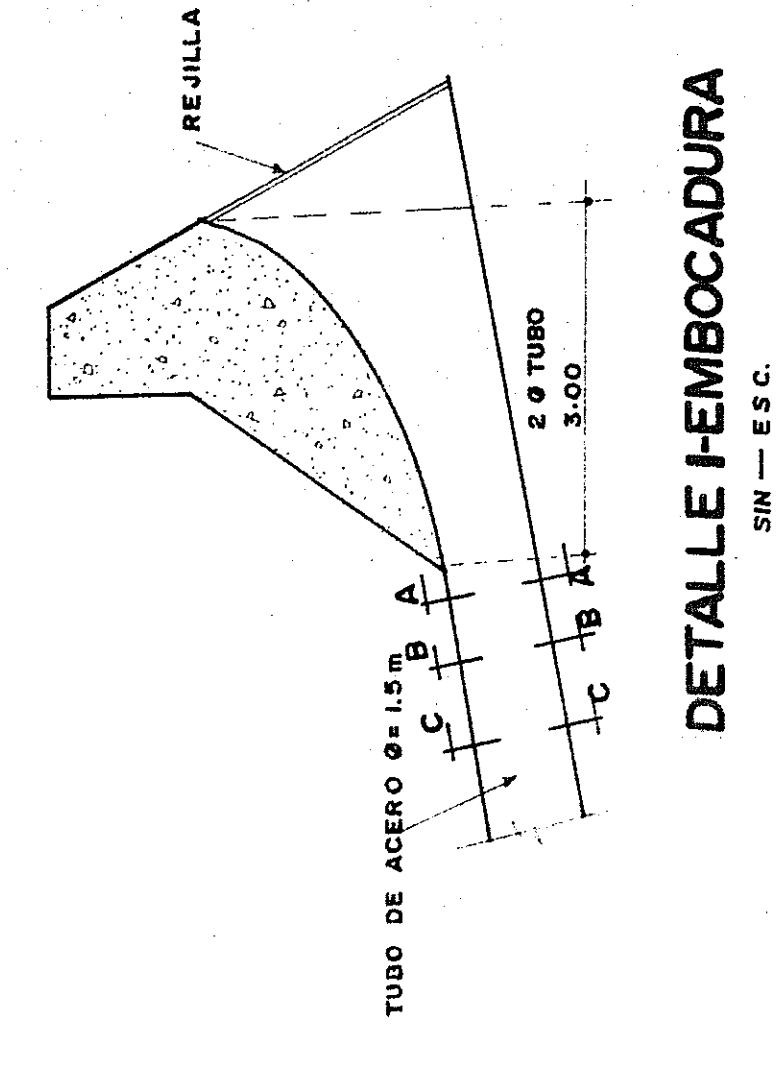 REJILLA
TUBO DE ACERO Ø= 1.5 m
A
B
C
A
B
C
2 Ø TUBO
3.00
DETALLE I-EMBOCADURA
SIN — ESC.